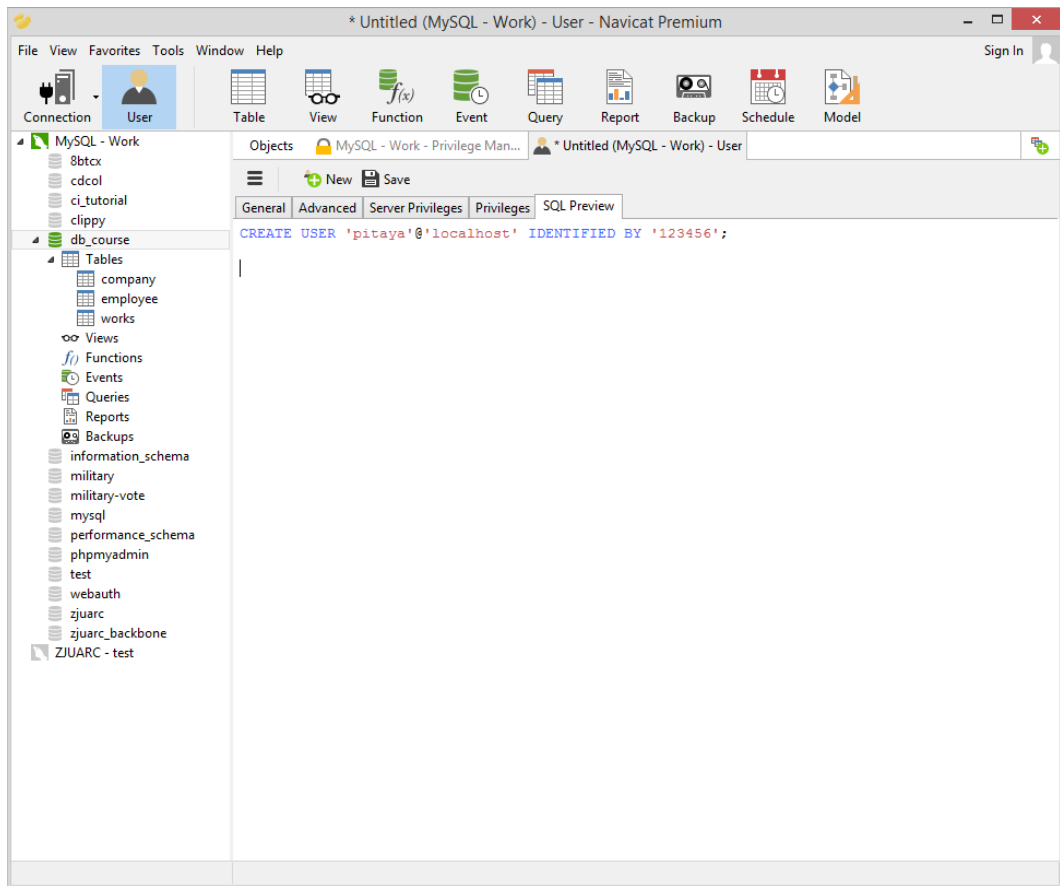 * Untitled (MySQL - Work) - User - Navicat Premium
File View Favorites Tools Window Help
Sign In
Connection User Table View Function Event Query Report Backup Schedule Model
MySQL - Work
8btcx
cdcol
ci_tutorial
clippy
db_course
Tables
company
employee
works
Views
f() Functions
Events
Queries
Reports
Backups
information_schema
military
military-vote
mysql
performance_schema
phpmyadmin
test
webauth
zjuarc
zjuarc_backbone
ZJUARC - test
Objects MySQL - Work - Privilege Man... * Untitled (MySQL - Work) - User
New Save
General Advanced Server Privileges Privileges SQL Preview
CREATE USER 'pitaya'@'localhost' IDENTIFIED BY '123456';